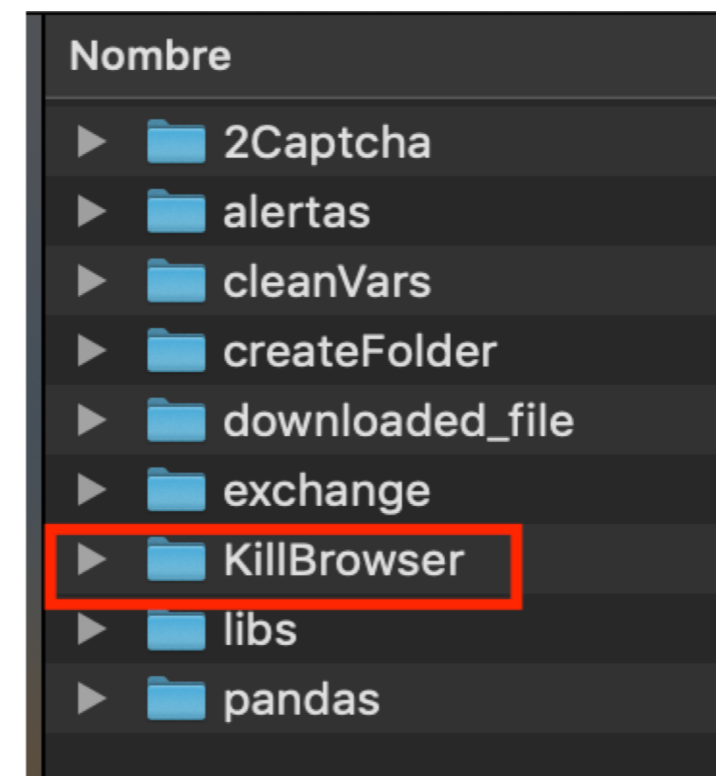 Nombre
2Captcha
alertas
cleanVars
createFolder
downloaded_file
exchange
KillBrowser
libs
pandas